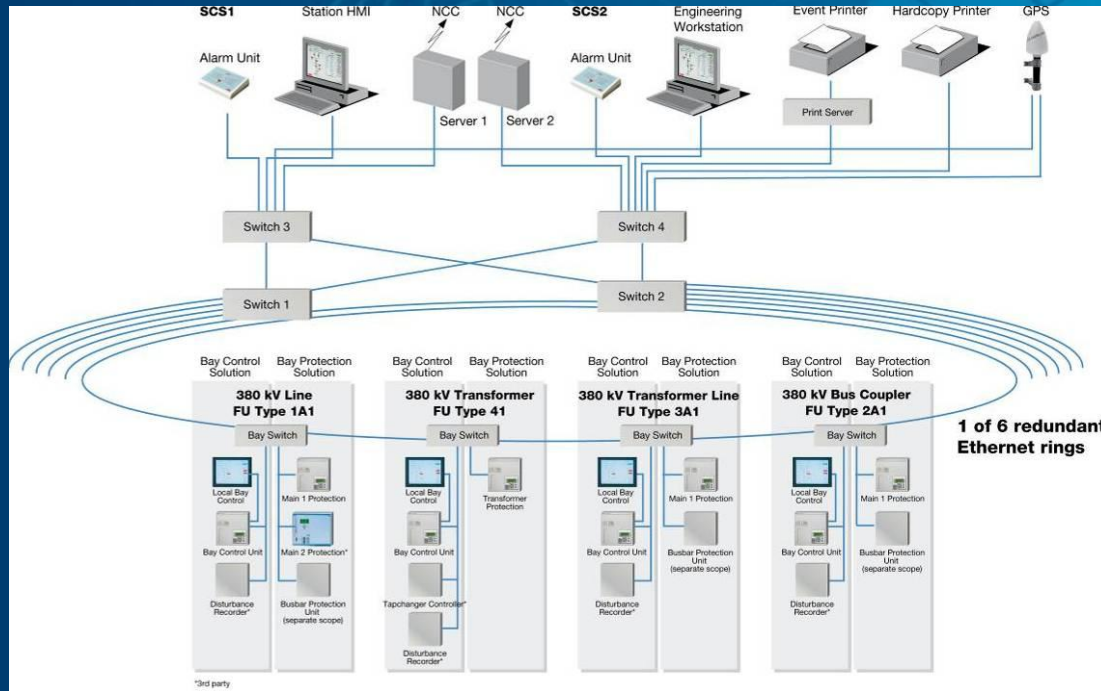 SCS1
Station HMI
NCC
NCC
SCS2
Engineering
Workstation
Event Printer
Hardcopy Printer
GPS
Alarm Unit
Alarm Unit
Server 1
Server 2
Print Server
Switch 3
Switch 4
Switch 1
Switch 2
Bay Control
Solution
Bay Protection
Solution
380 kV Line
FU Type 1A1
Bay Switch
Local Bay
Control
Main 1 Protection
Bay Control Unit
Main 2 Protection*
Disturbance
Recorder*
Busbar Protection
Unit
(separate scope)
Bay Control
Solution
Bay Protection
Solution
380 kV Transformer
FU Type 41
Bay Switch
Local Bay
Control
Transformer
Protection
Bay Control Unit
Tapchanger Controller*
Disturbance
Recorder*
Bay Control
Solution
Bay Protection
Solution
380 kV Transformer Line
FU Type 3A1
Bay Switch
Local Bay
Control
Main 1 Protection
Bay Control Unit
Busbar Protection
Unit
(separate scope)
Disturbance
Recorder*
Bay Control
Solution
Bay Protection
Solution
380 kV Bus Coupler
FU Type 2A1
Bay Switch
Local Bay
Control
Main 1 Protection
Bay Control Unit
Busbar Protection
Unit
(separate scope)
Disturbance
Recorder*
1 of 6 redundant
Ethernet rings
*3rd party